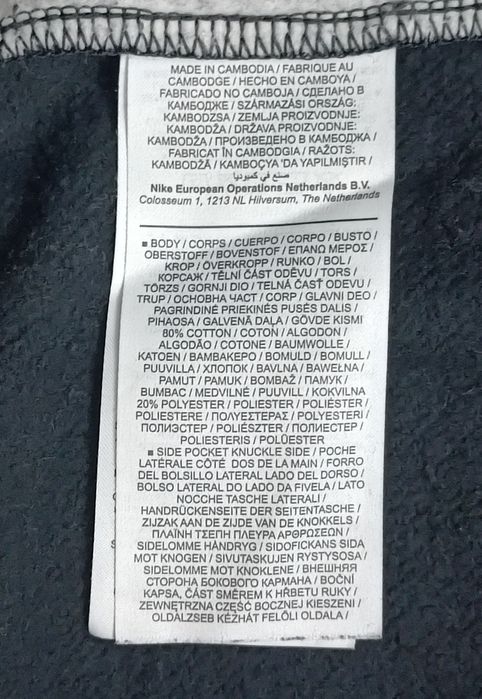 MADE IN CAMBODIA / FABRIQUE AU
CAMBODGE / HECHO EN CAMBOYA /
FABRICADO NO CAMBOJA / СДЕЛАНО В
КАМБОДЖЕ / SZÁRMAZÁSI ORSZÁG:
KAMBODZSA / ZEMLJA PROIZVODNJE:
KAMBODŽA / DRŽAVA PROIZVODNJE:
KAMBODŽA / ПРОИЗВЕДЕНО В КАМБОДЖА /
FABRICAT ÎN CAMBODGIA / RAŽOTS:
KAMBODŽĀ / KAMBOÇYA 'DA YAPILMIŞTIR /
صنع في كمبوديا
Nike European Operations Netherlands B.V.
Colosseum 1, 1213 NL Hilversum, The Netherlands
■ BODY / CORPS / CUERPO / CORPO / BUSTO /
OBERSTOFF / BOVENSTOF / ΕΠΑΝΩ ΜΕΡΟΣ /
KROP / ÖVERKROPP / RUNKO / BOL /
КОРСАЖ / TĚLNÍ ČÁST ODĚVU / TORS /
TÖRZS / GORNJI DIO / TELNÁ ČASŤ ODEVU /
TRUP / ОСНОВНА ЧАСТ / CORP / GLAVNI DEO /
PAGRINDINĖ PRIEKINĖS PUSĖS DALIS /
PIHAOSA / GALVENĀ DAĻA / GÖVDE KISMI
80% COTTON / COTON / ALGODON /
ALGODÃO / COTONE / BAUMWOLLE /
KATOEN / ΒΑΜΒΑΚΕΡΟ / BOMULD / BOMULL /
PUUVILLA / ХЛОПОК / BAVLNA / BAWEŁNA /
PAMUT / PAMUK / BOMBAŽ / ПАМУК /
BUMBAC / MEDVILNĖ / PUUVILL / KOKVILNA
20% POLYESTER / POLIESTER / POLIÉSTER /
POLIESTERE / ΠΟΛΥΕΣΤΕΡΑΣ / POLYESTERI /
ПОЛИЭСТЕР / POLIÉSZTER / ПОЛИЕСТЕР /
POLIESTERIS / POLÜESTER
■ SIDE POCKET KNUCKLE SIDE / POCHE
LATÉRALE CÔTÉ DOS DE LA MAIN / FORRO
DEL BOLSILLO LATERAL LADO DEL DORSO /
BOLSO LATERAL DO LADO DA FIVELA / LATO
NOCCHE TASCHE LATERALI /
HANDRÜCKENSEITE DER SEITENTASCHE /
ZIJZAK AAN DE ZIJDE VAN DE KNOKKELS /
ΠΛΑΪΝΗ ΤΣΕΠΗ ΠΛΕΥΡΑ ΑΡΘΡΩΣΕΩΝ /
SIDELOMME HÅNDRYG / SIDOFICKANS SIDA
MOT KNOGEN / SIVUTASKUJEN RYSTYSOSA /
SIDELOMME MOT KNOKLENE / ВНЕШНЯЯ
СТОРОНА БОКОВОГО КАРМАНА / BOČNÍ
KAPSA, ČÁST SMĚREM K HŘBETU RUKY /
ZEWNĘTRZNA CZĘŚĆ BOCZNEJ KIESZENI /
OLDALZSEB KÉZHÁT FELŐLI OLDALA /